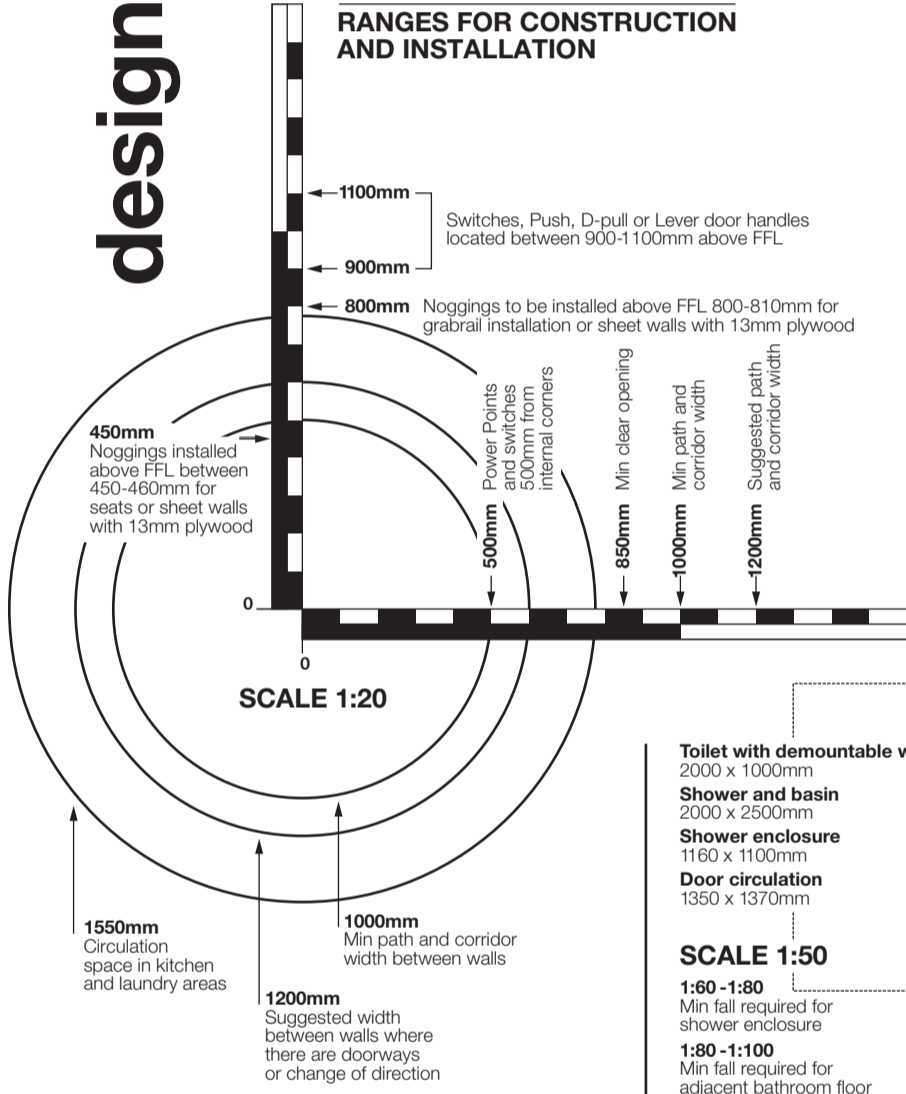 design
RANGES FOR CONSTRUCTION
AND INSTALLATION
1100mm
Switches, Push, D-pull or Lever door handles
located between 900-1100mm above FFL
900mm
800mm Noggings to be installed above FFL 800-810mm for
grabrail installation or sheet walls with 13mm plywood
450mm
Noggings installed
above FFL between
450-460mm for
seats or sheet walls
with 13mm plywood
500mm Power Points
and switches
500mm from
internal corners
850mm Min clear opening
1000mm Min path and
corridor width
1200mm Suggested path
and corridor width
0
0
SCALE 1:20
1550mm
Circulation
space in kitchen
and laundry areas
1200mm
Suggested width
between walls where
there are doorways
or change of direction
1000mm
Min path and corridor
width between walls
Toilet with demountable
2000 x 1000mm
Shower and basin
2000 x 2500mm
Shower enclosure
1160 x 1100mm
Door circulation
1350 x 1370mm
SCALE 1:50
1:60 -1:80
Min fall required for
shower enclosure
1:80 -1:100
Min fall required for
adjacent bathroom floor